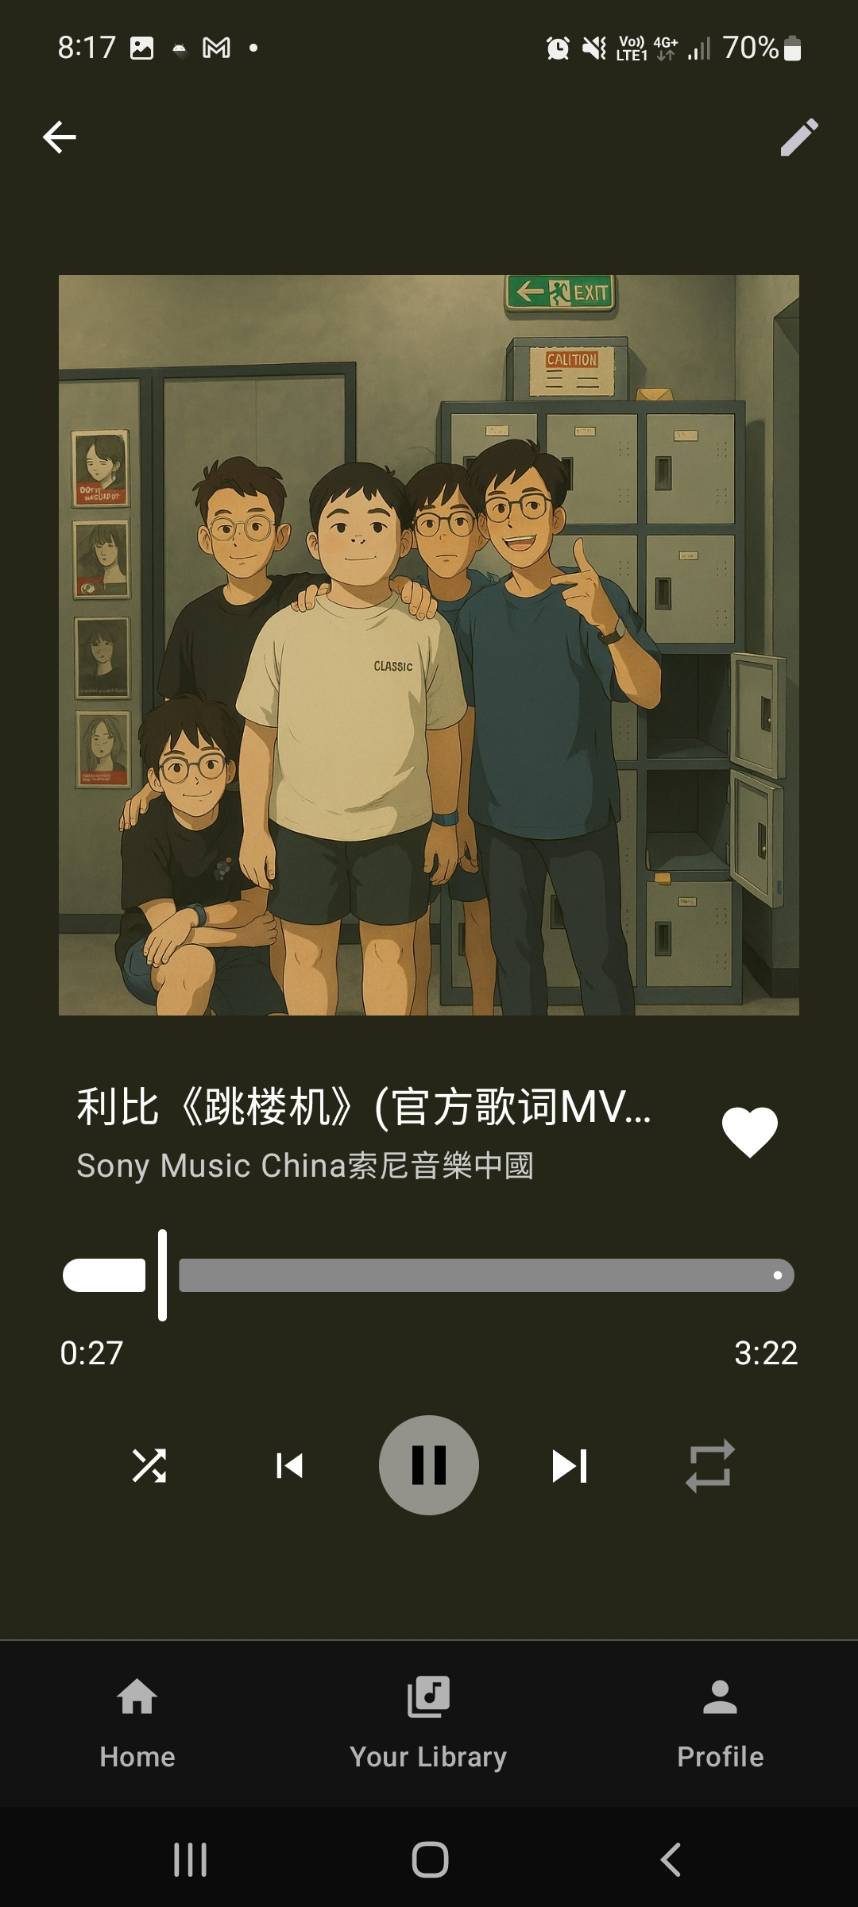 8:17
Vo)) LTE1 4G+ 70%
EXIT
CALITION
CLASSIC
利比《跳楼机》(官方歌词MV...
Sony Music China索尼音樂中國
0:27
3:22
Home
Your Library
Profile